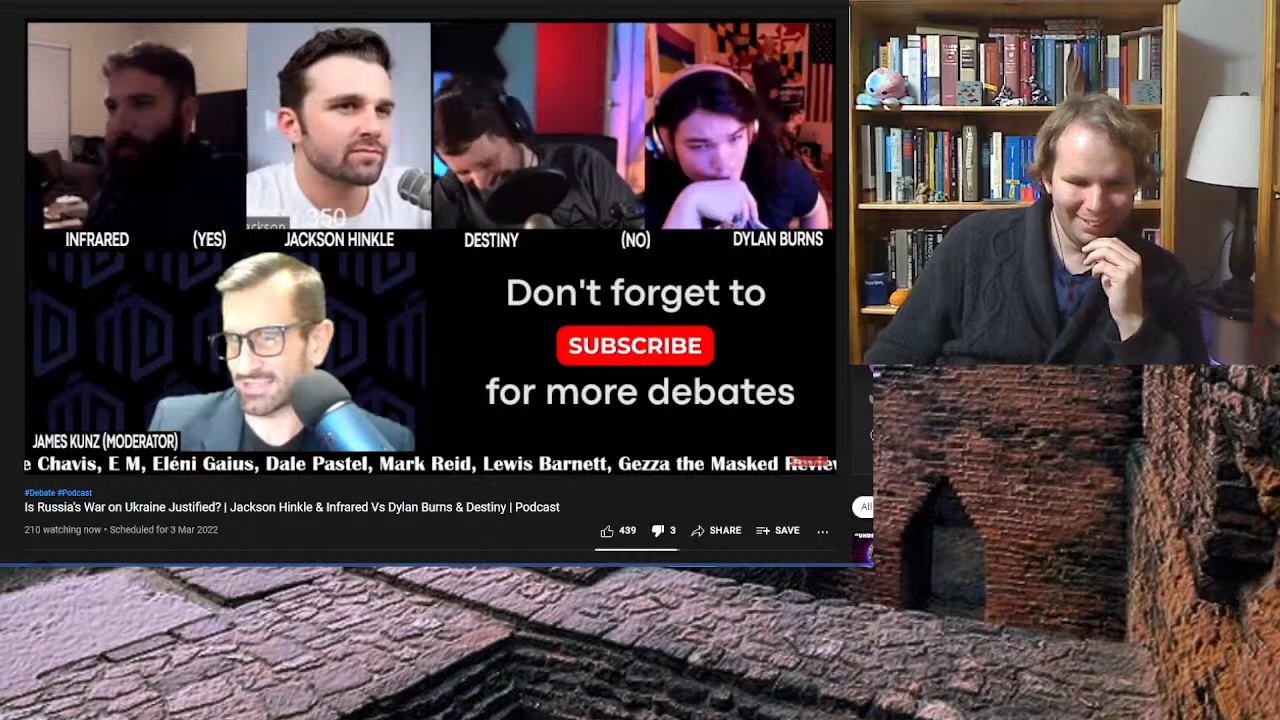 ackson
350
INFRARED (YES) JACKSON HINKLE DESTINY (NO) DYLAN BURNS
Don't forget to
SUBSCRIBE
for more debates
JAMES KUNZ (MODERATOR)
e Chavis, E M, Eléni Gaius, Dale Pastel, Mark Reid, Lewis Barnett, Gezza the Masked
#Debate #Podcast
Is Russia's War on Ukraine Justified? | Jackson Hinkle & Infrared Vs Dylan Burns & Destiny | Podcast
210 watching now • Scheduled for 3 Mar 2022
439 3 SHARE SAVE ...
All